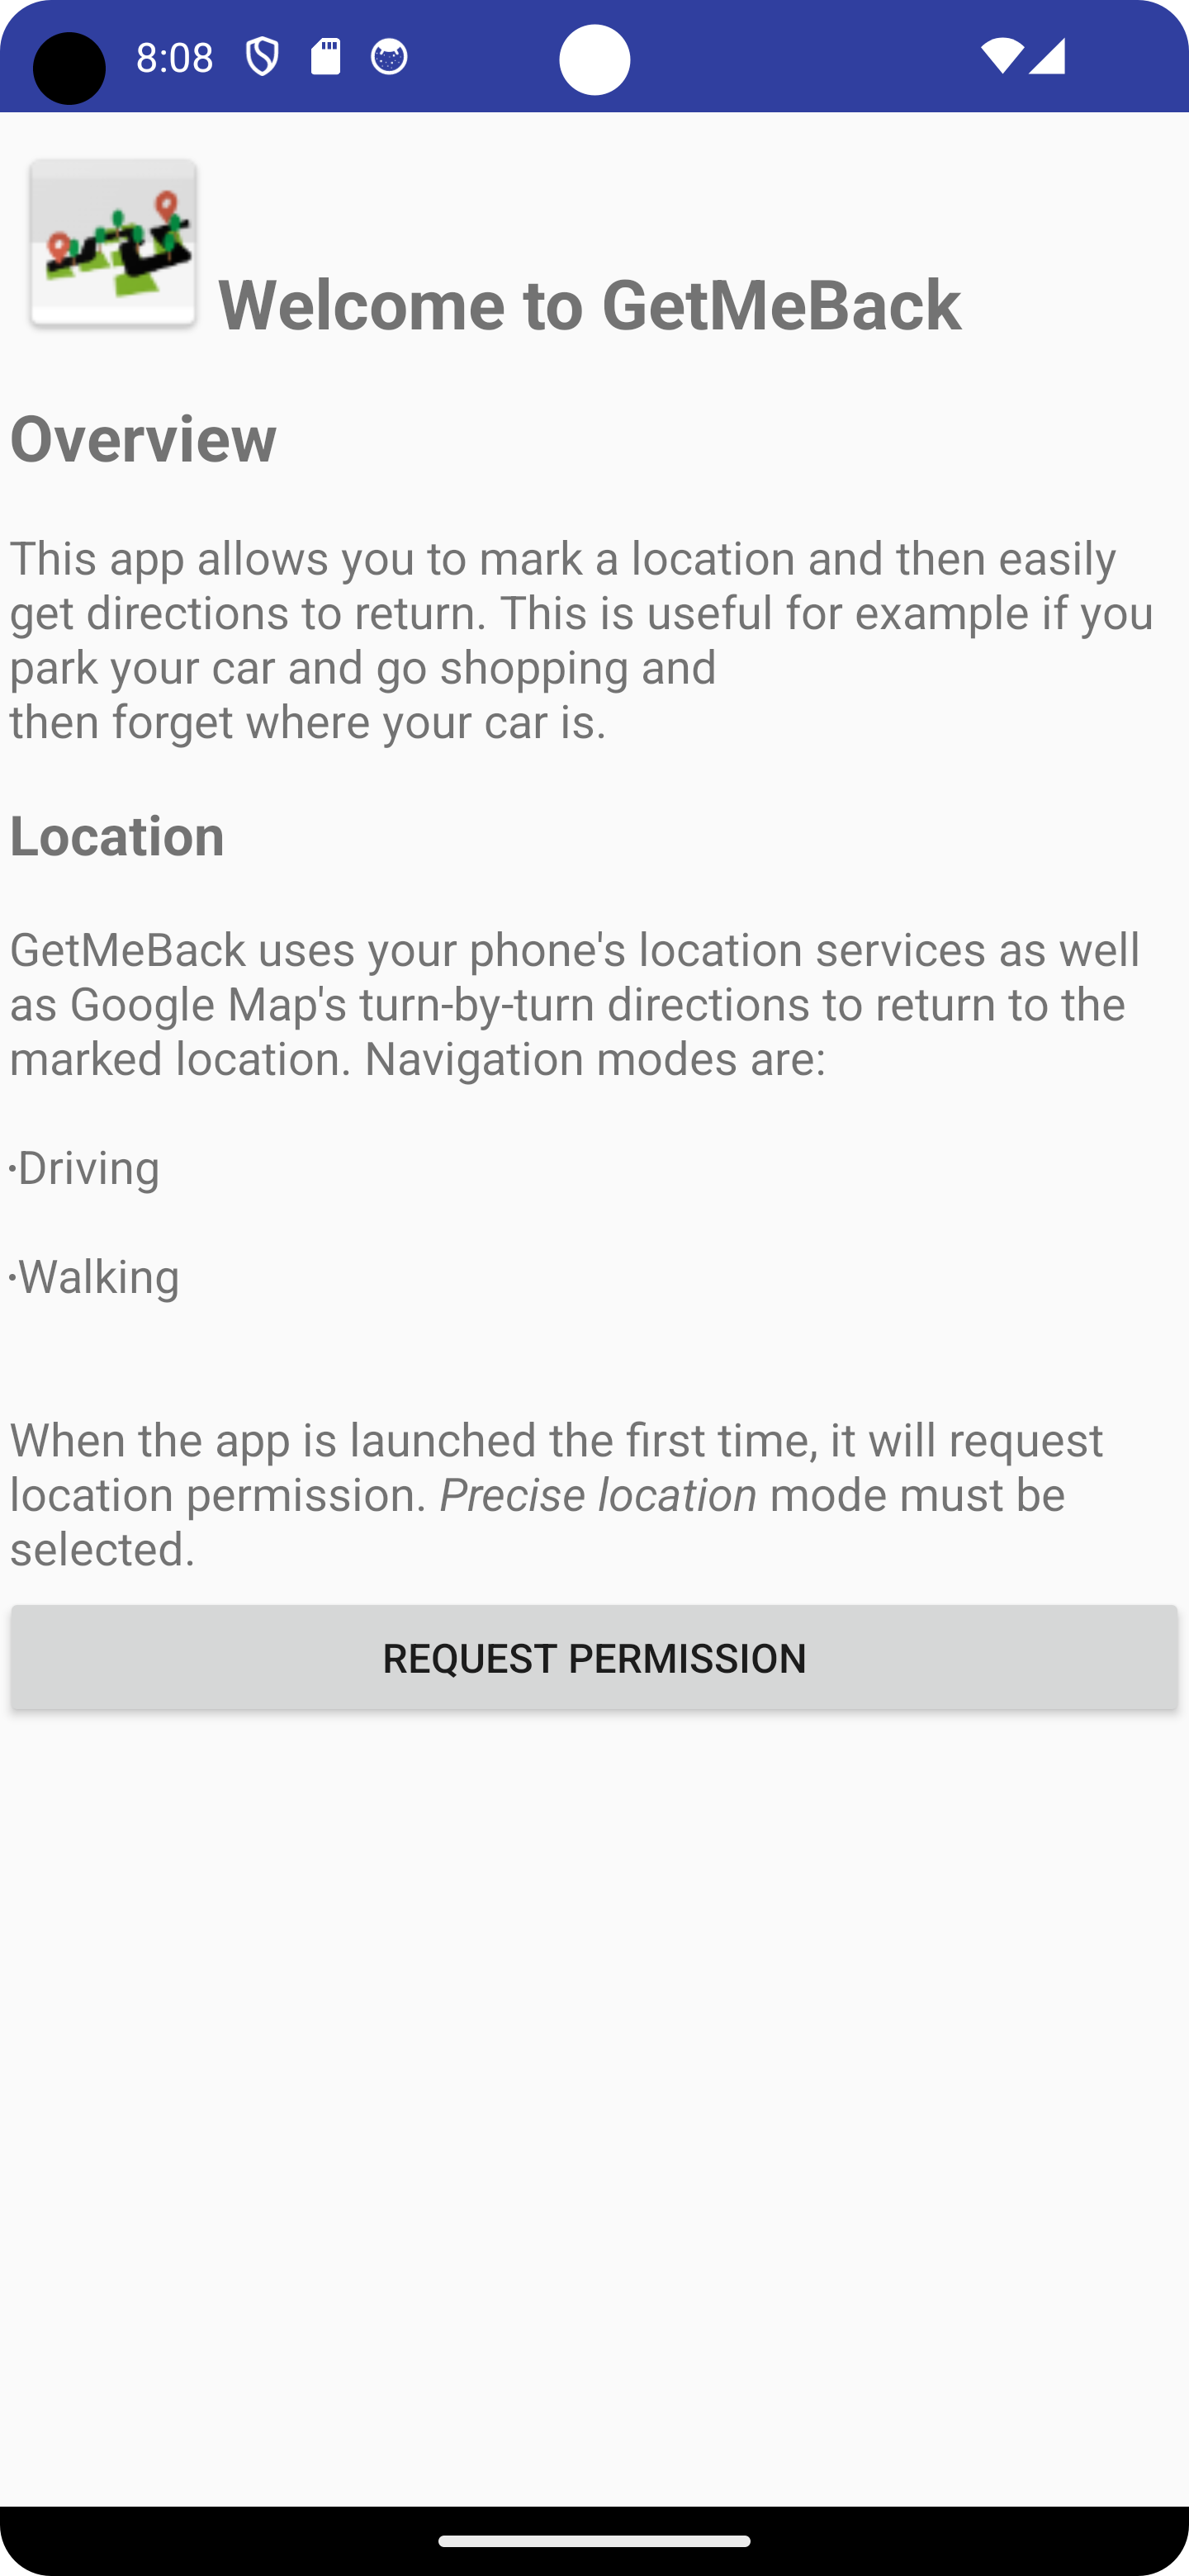 8:08
Welcome to GetMeBack
Overview
This app allows you to mark a location and then easily
get directions to return. This is useful for example if you
park your car and go shopping and
then forget where your car is.
Location
GetMeBack uses your phone's location services as well
as Google Map's turn-by-turn directions to return to the
marked location. Navigation modes are:
·Driving
·Walking
When the app is launched the first time, it will request
location permission. Precise location mode must be
selected.
REQUEST PERMISSION